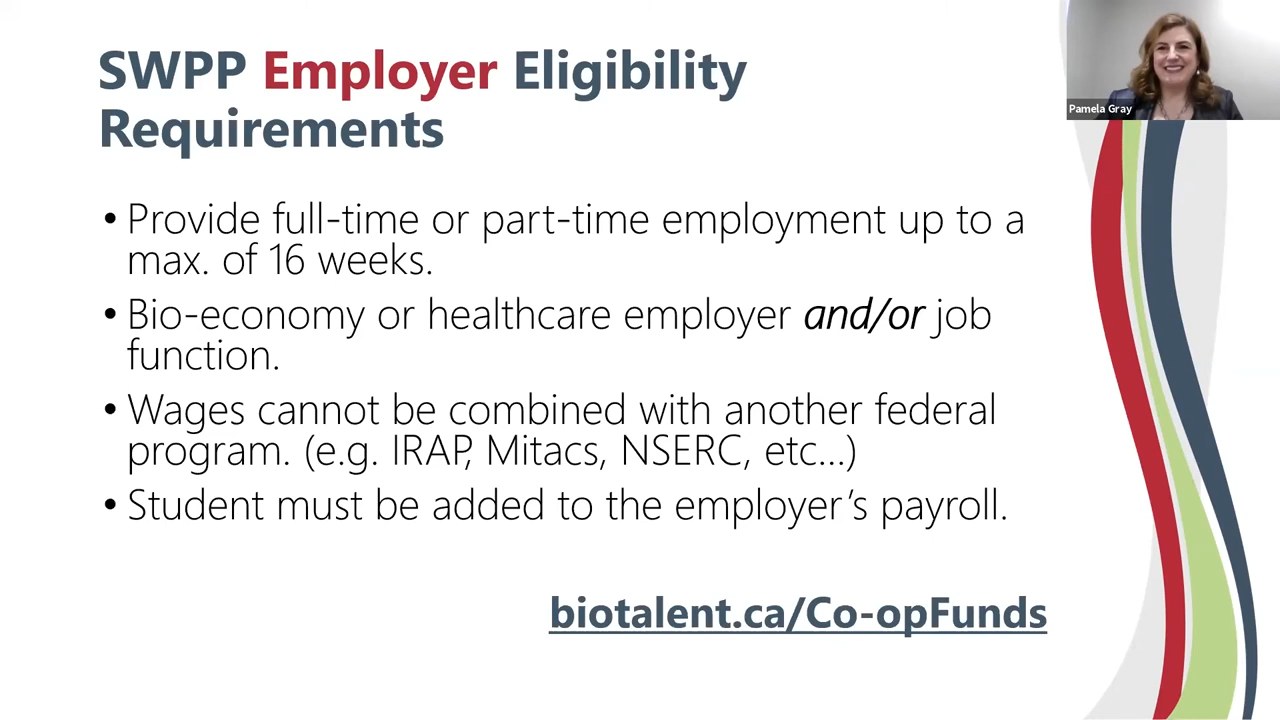 SWPP Employer Eligibility
Requirements
Pamela Gray
• Provide full-time or part-time employment up to a
max. of 16 weeks.
• Bio-economy or healthcare employer and/or job
function.
• Wages cannot be combined with another federal
program. (e.g. IRAP, Mitacs, NSERC, etc...)
• Student must be added to the employer's payroll.
biotalent.ca/Co-opFunds